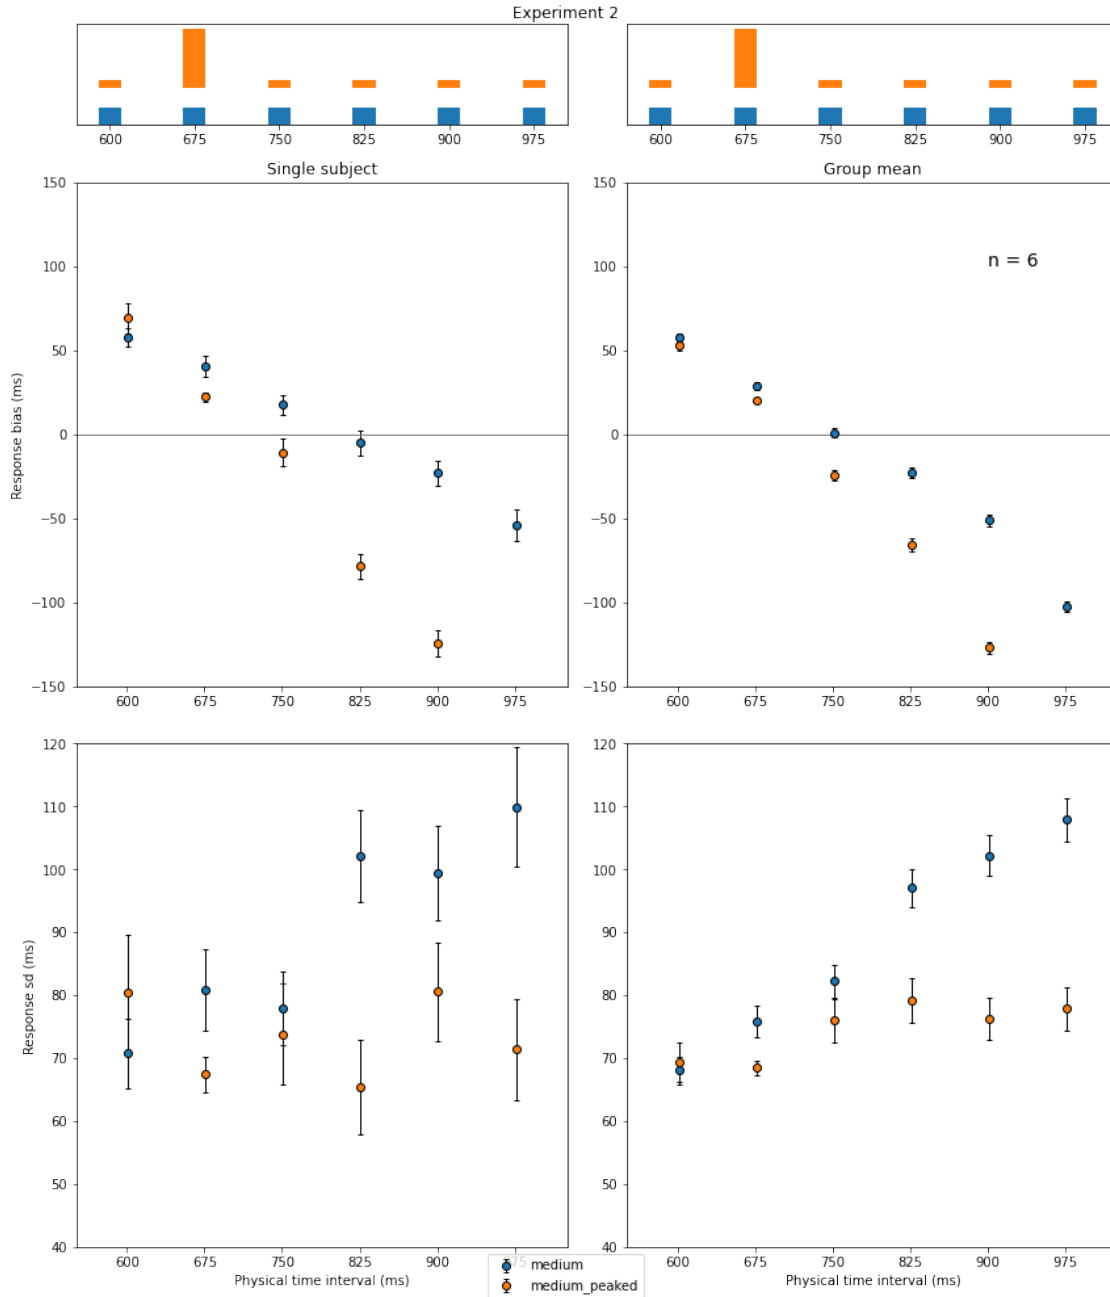 Experiment 2
600 675 750 825 900 975
600 675 750 825 900 975
Single subject
Group mean
150
100
50
0
−50
−100
−150
Response bias (ms)
600 675 750 825 900 975
150
100
50
0
−50
−100
−150
n = 6
600 675 750 825 900 975
120
110
100
90
80
70
60
50
40
Response sd (ms)
600 675 750 825 900 975
Physical time interval (ms)
120
110
100
90
80
70
60
50
40
600 675 750 825 900 975
Physical time interval (ms)
medium
medium_peaked